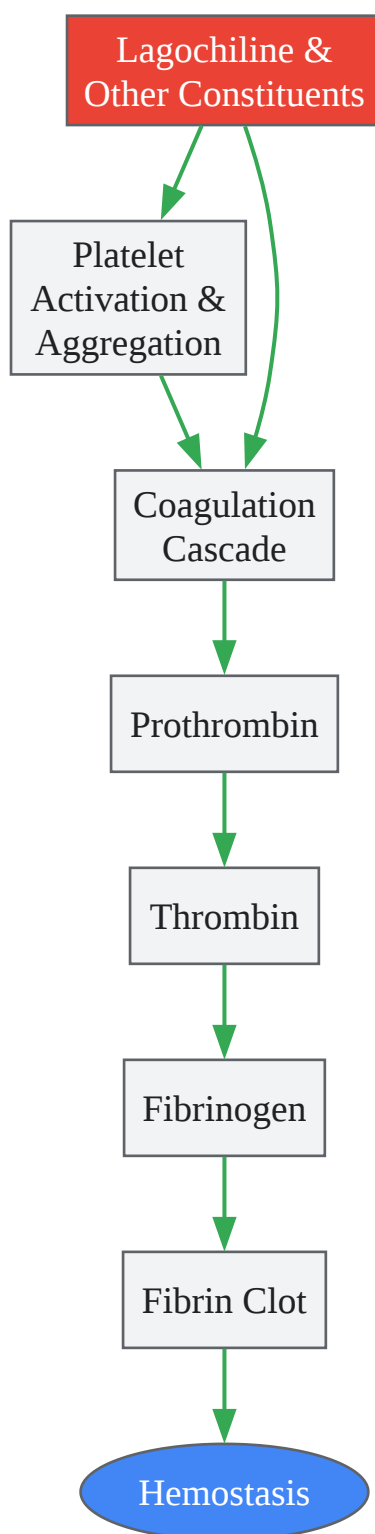 Lagochiline &
Other Constituents
Platelet
Activation &
Aggregation
Coagulation
Cascade
Prothrombin
Thrombin
Fibrinogen
Fibrin Clot
Hemostasis